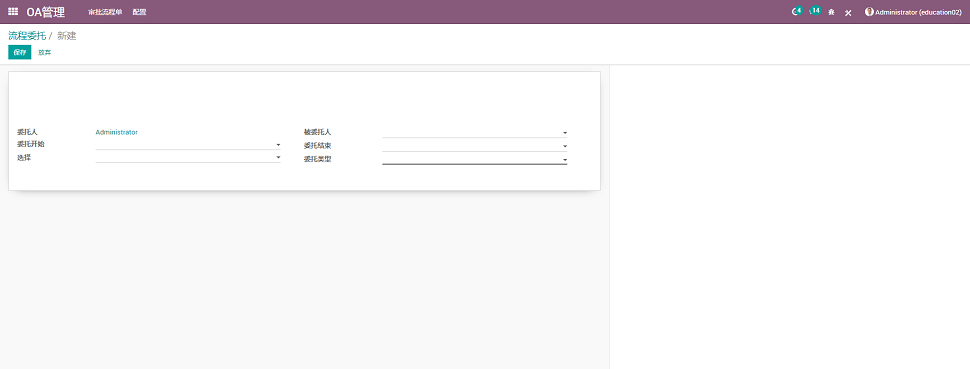 OA管理 审批流程单 配置 4 14 Administrator (education02)
流程委托 / 新建
保存 放弃
委托人 Administrator 被委托人
委托开始 委托结束
选择 委托类型